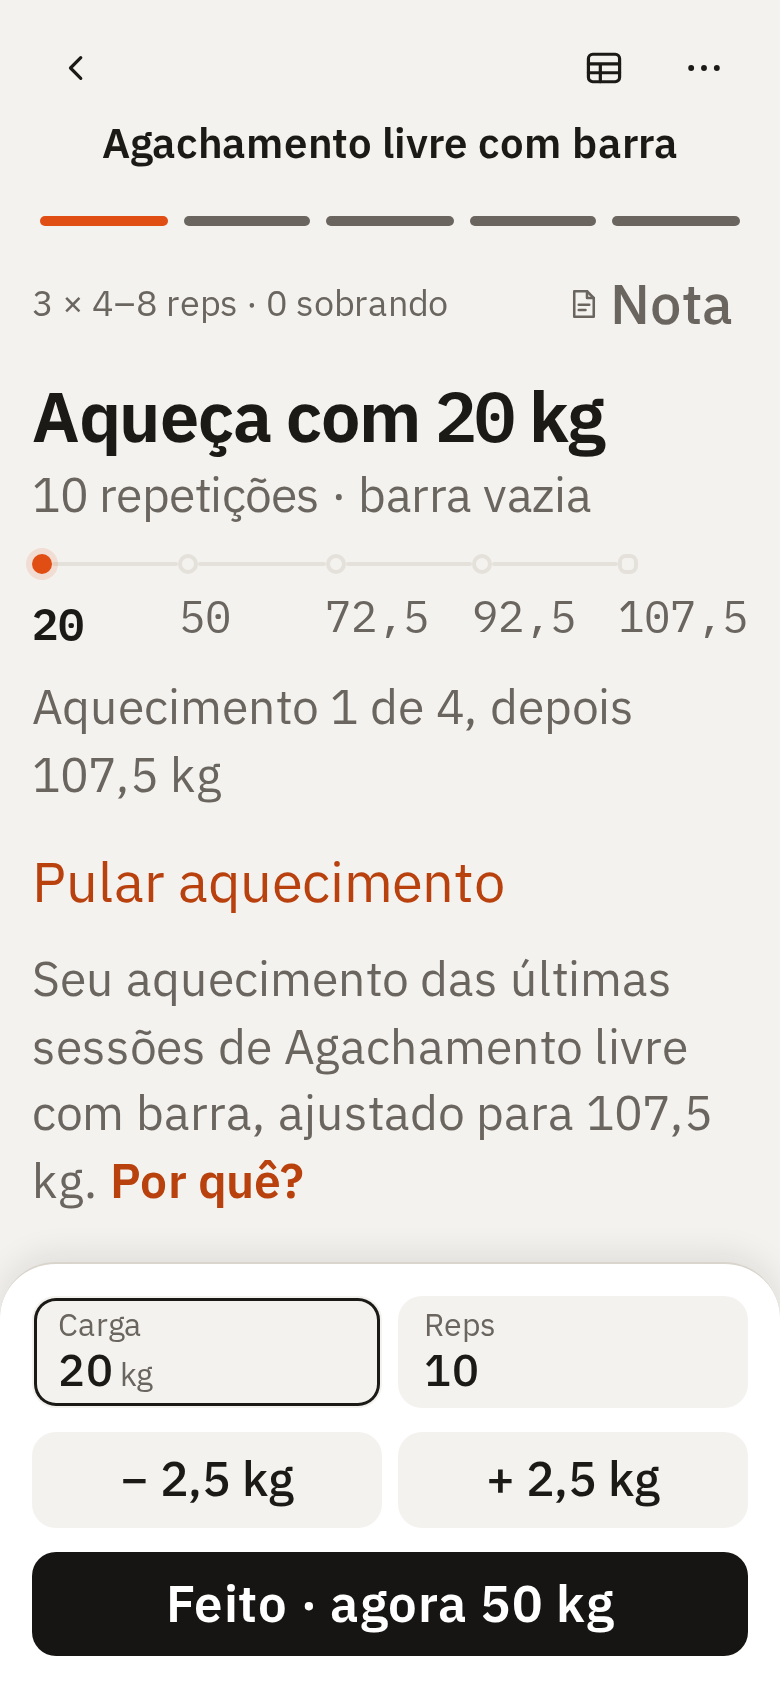 Agachamento livre com barra
3 × 4–8 reps · 0 sobrando
Nota
Aqueça com 20 kg
10 repetições · barra vazia
20 50 72,5 92,5 107,5
Aquecimento 1 de 4, depois
107,5 kg
Pular aquecimento
Seu aquecimento das últimas
sessões de Agachamento livre
com barra, ajustado para 107,5
kg. Por quê?
Carga
20 kg
Reps
10
– 2,5 kg
+ 2,5 kg
Feito · agora 50 kg